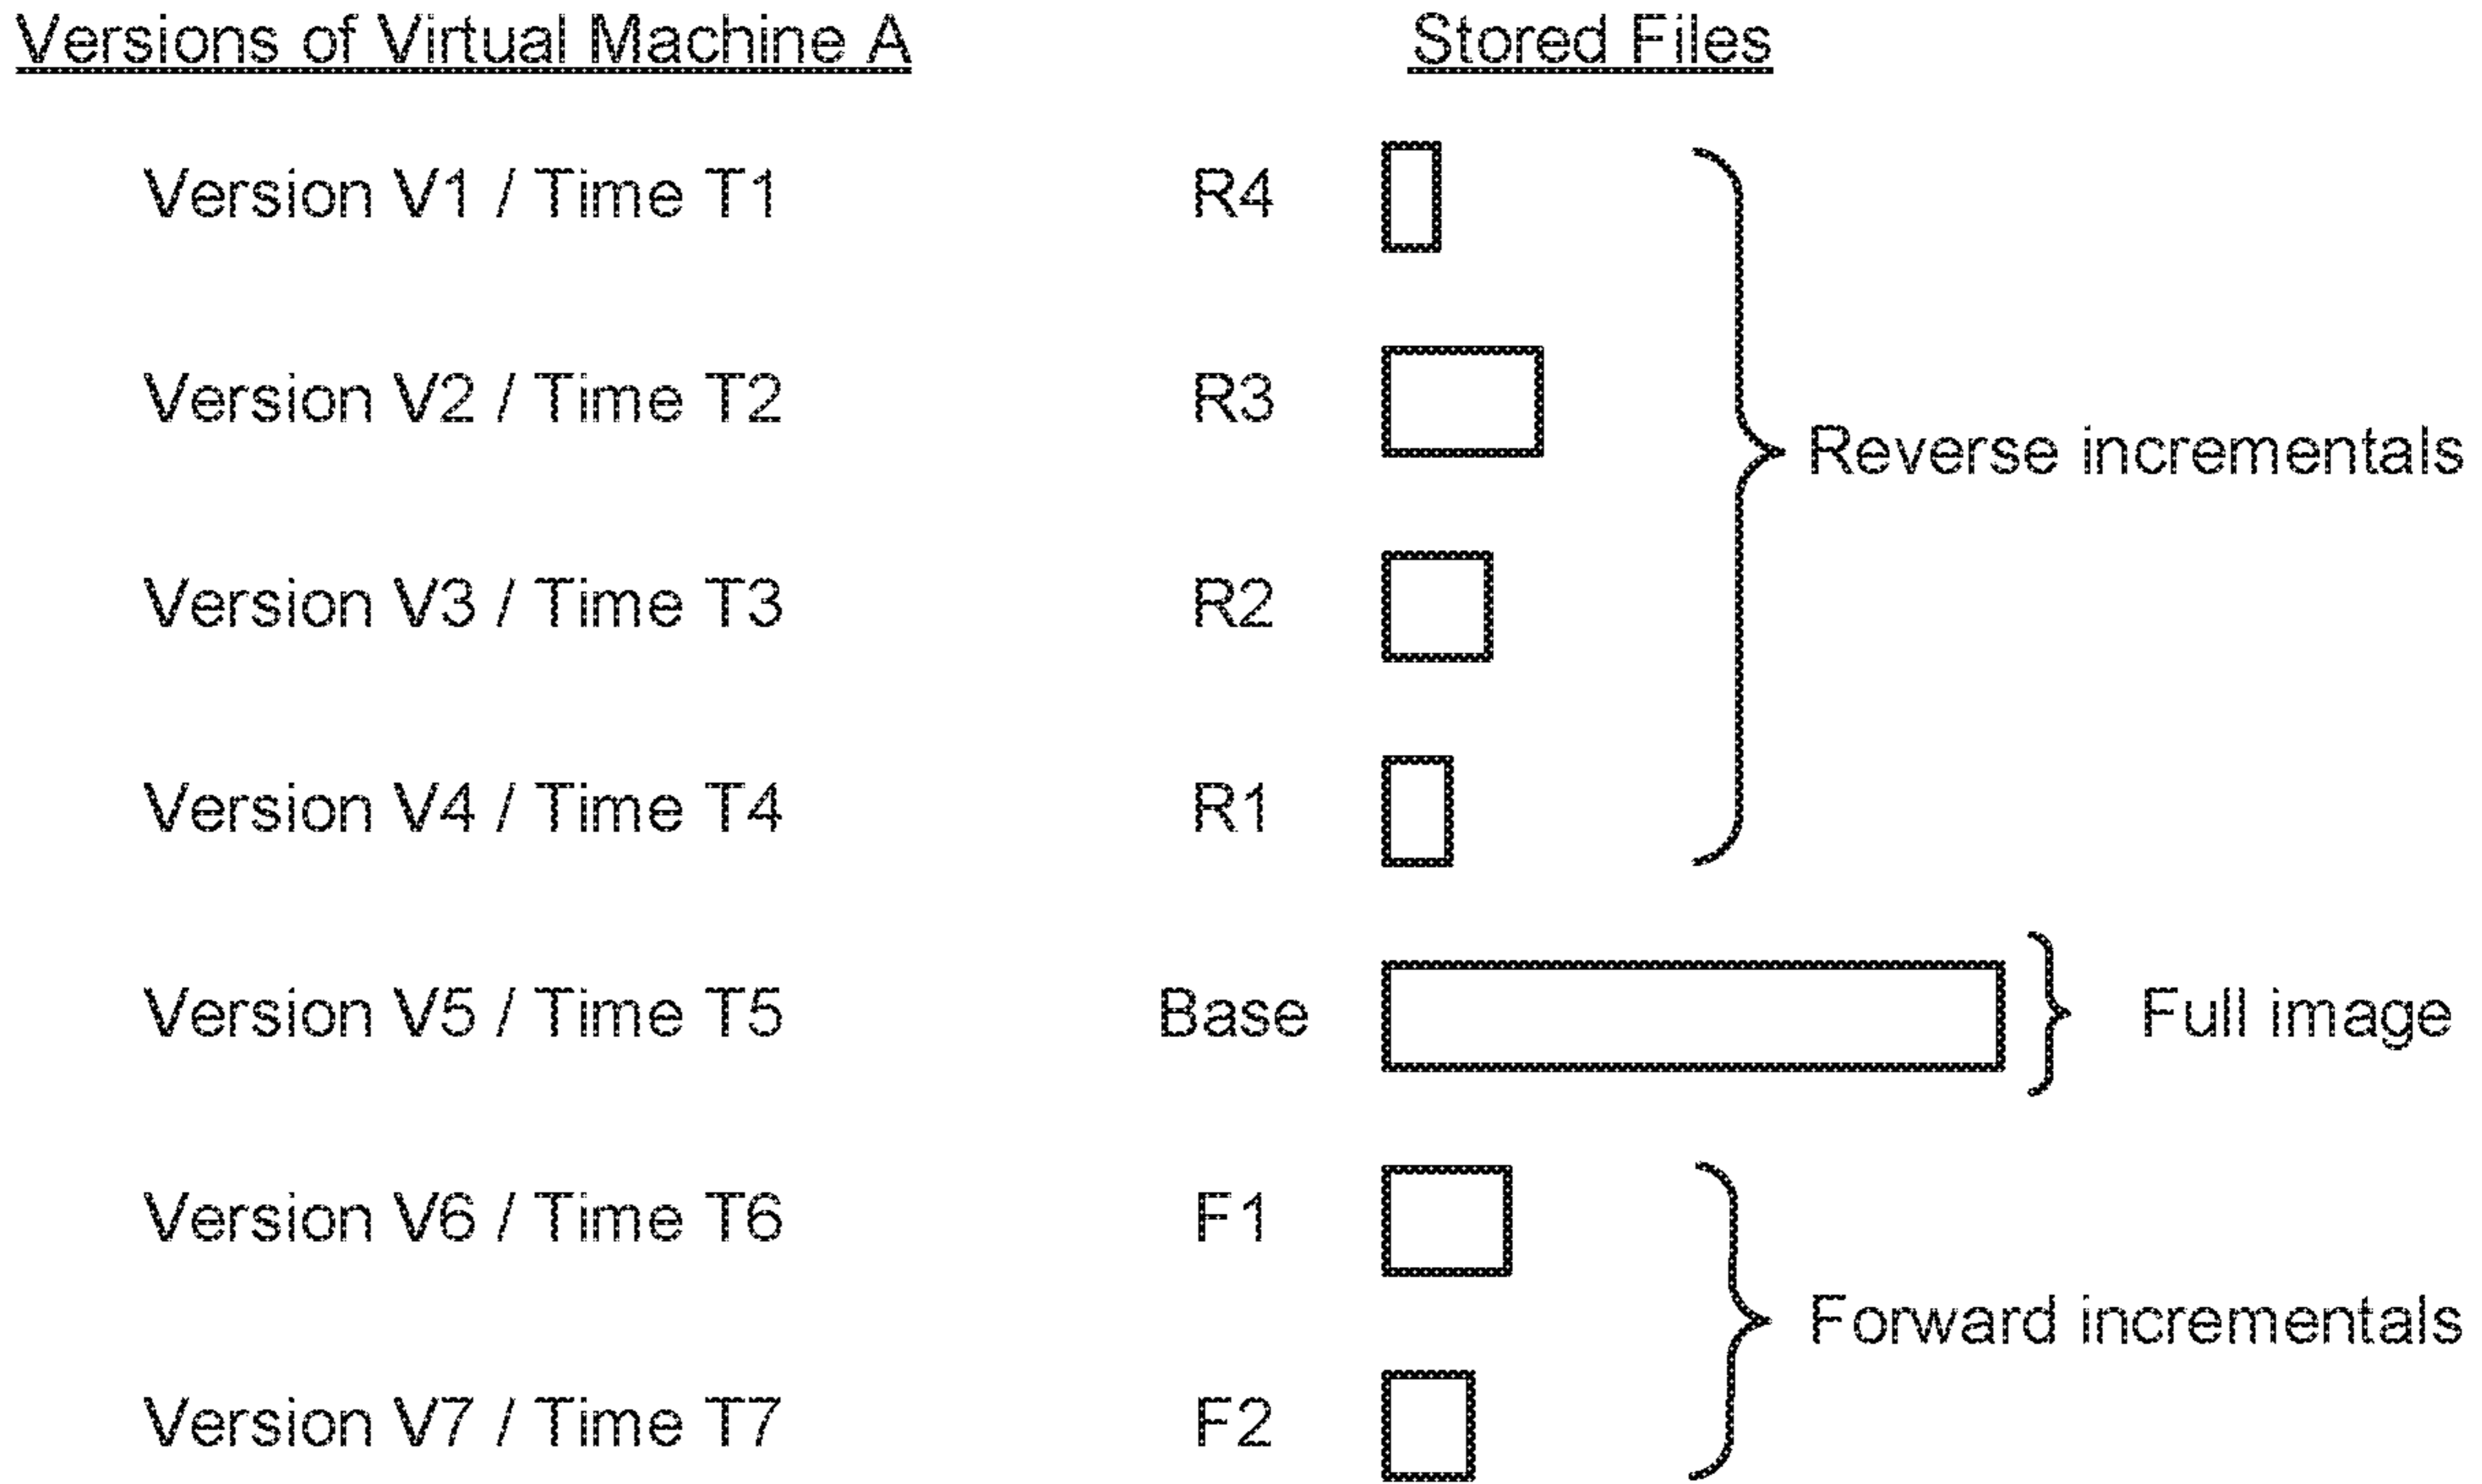 Versions of Virtual Machine A Stored Files
Version V1 / Time T1 R4
Version V2 / Time T2 R3
Reverse incrementals
Version V3 / Time T3 R2
Version V4 / Time T4 R1
Version V5 / Time T5 Base Full image
Version V6 / Time T6 F1
Forward incrementals
Version V7 / Time T7 F2